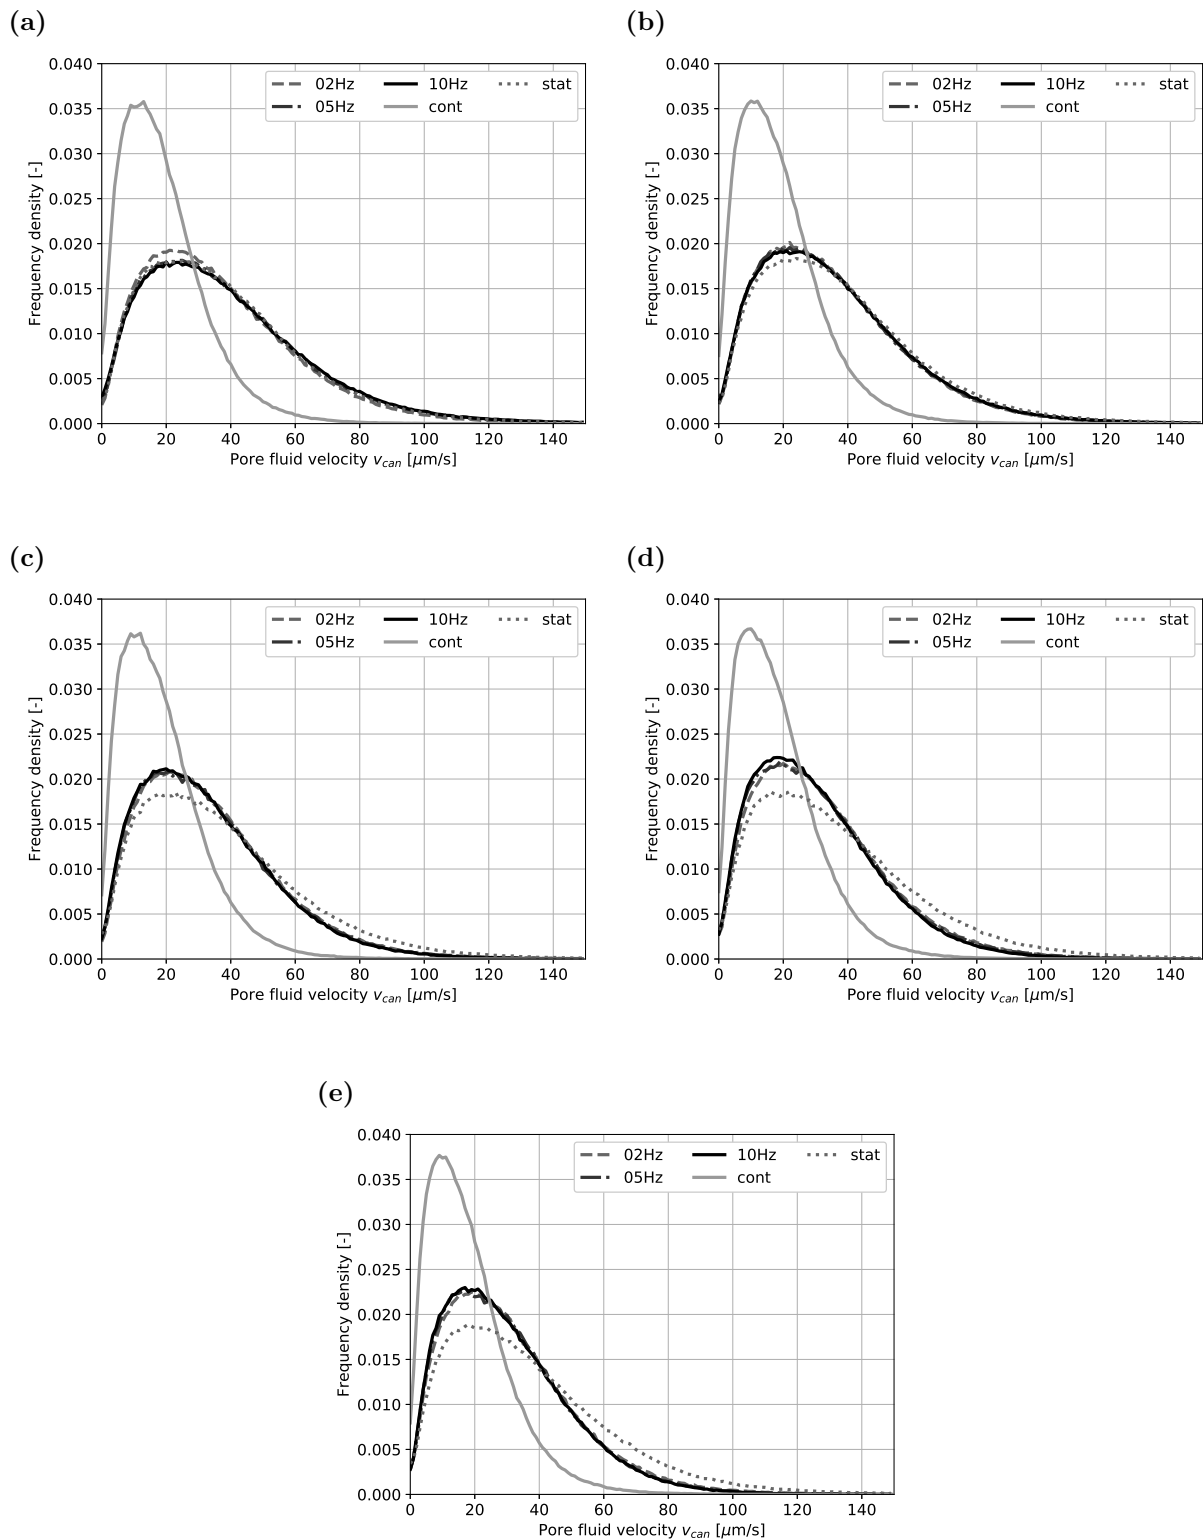 (a)
(b)
0.040
0.035
0.030
0.025
0.020
0.015
0.010
0.005
0.000
Frequency density [-]
02Hz 10Hz stat
05Hz cont
0 20 40 60 80 100 120 140
Pore fluid velocity v_can [μm/s]
0.040
0.035
0.030
0.025
0.020
0.015
0.010
0.005
0.000
Frequency density [-]
02Hz 10Hz stat
05Hz cont
0 20 40 60 80 100 120 140
Pore fluid velocity v_can [μm/s]
(c)
(d)
0.040
0.035
0.030
0.025
0.020
0.015
0.010
0.005
0.000
Frequency density [-]
02Hz 10Hz stat
05Hz cont
0 20 40 60 80 100 120 140
Pore fluid velocity v_can [μm/s]
0.040
0.035
0.030
0.025
0.020
0.015
0.010
0.005
0.000
Frequency density [-]
02Hz 10Hz stat
05Hz cont
0 20 40 60 80 100 120 140
Pore fluid velocity v_can [μm/s]
(e)
0.040
0.035
0.030
0.025
0.020
0.015
0.010
0.005
0.000
Frequency density [-]
02Hz 10Hz stat
05Hz cont
0 20 40 60 80 100 120 140
Pore fluid velocity v_can [μm/s]